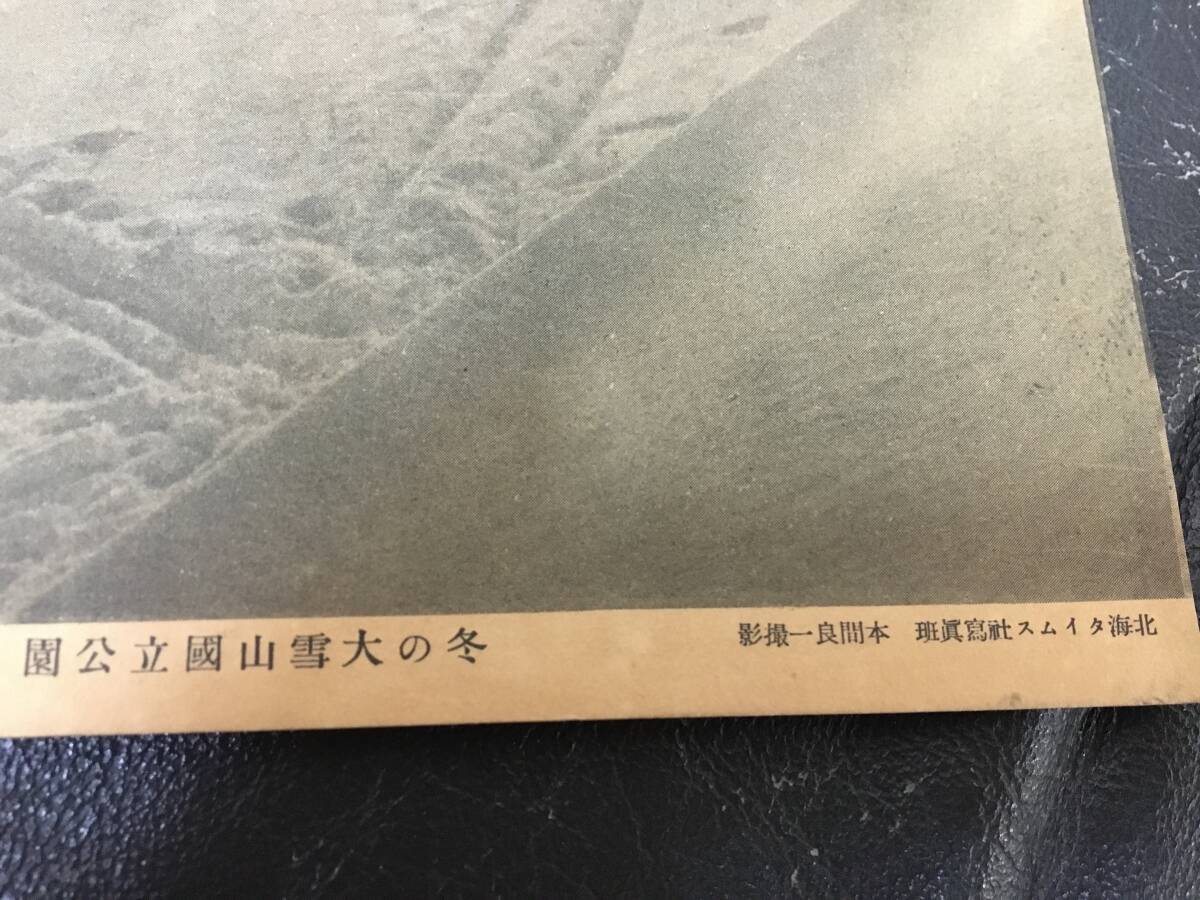 北海タイムス社寫眞班　本間良一撮影
冬の大雪山國立公園